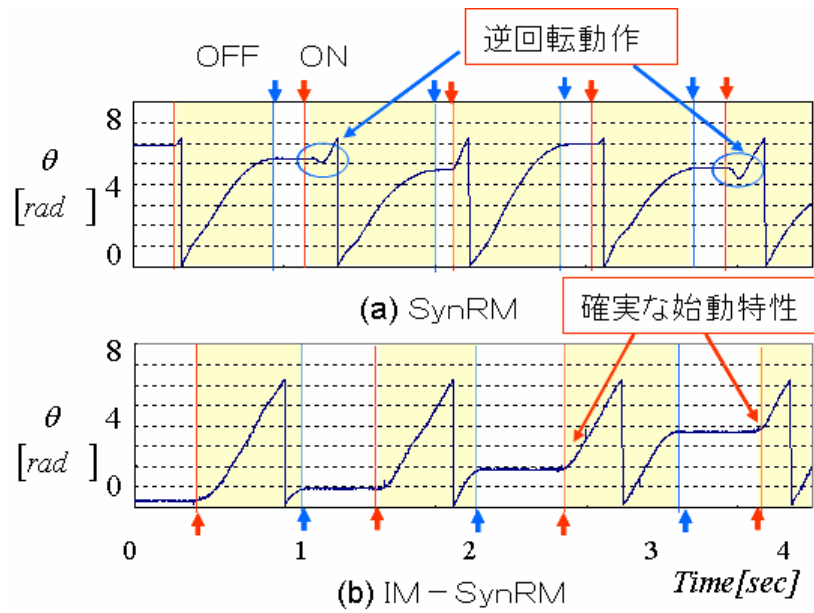 逆回転動作
OFF ON
8
θ
4
[rad ]
0
(a) SynRM
確実な始動特性
8
θ
4
[rad ]
0
0 1 2 3 4
Time[sec]
(b) IM－SynRM